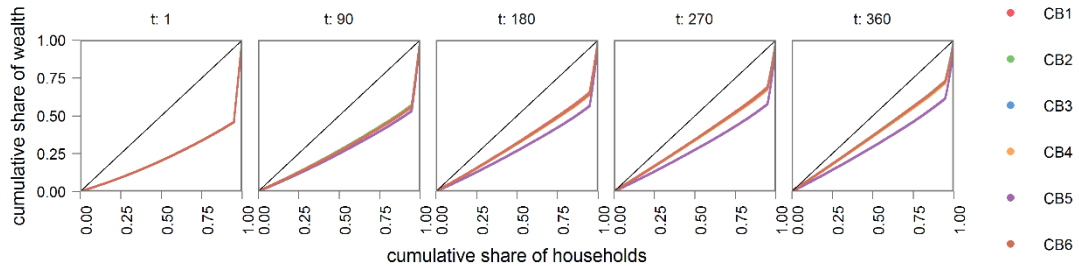 t: 1 t: 90 t: 180 t: 270 t: 360
cumulative share of wealth
1.00
0.75
0.50
0.25
0.00
0.00 0.25 0.50 0.75 1.00 0.00 0.25 0.50 0.75 1.00 0.00 0.25 0.50 0.75 1.00 0.00 0.25 0.50 0.75 1.00 0.00 0.25 0.50 0.75 1.00
cumulative share of households
CB1
CB2
CB3
CB4
CB5
CB6